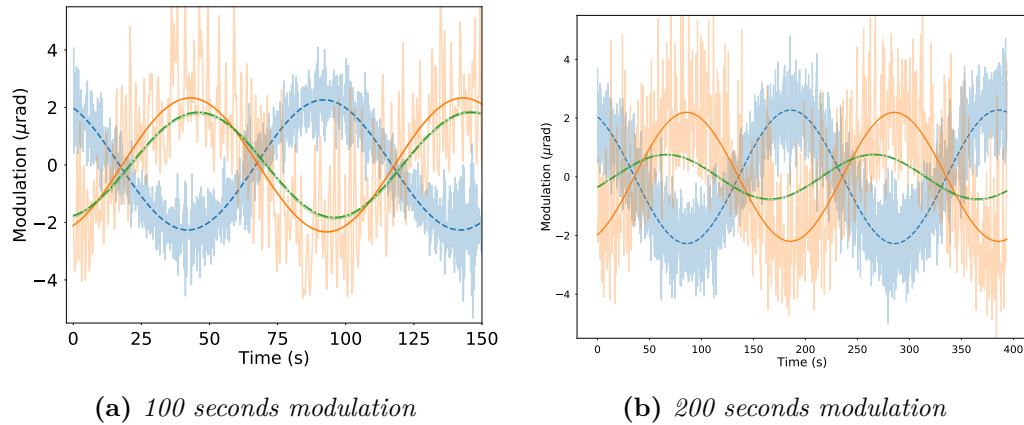 4
2
0
−2
−4
Modulation (μrad)
0 25 50 75 100 125 150
Time (s)
(a) 100 seconds modulation
4
2
0
−2
−4
Modulation (μrad)
0 50 100 150 200 250 300 350 400
Time (s)
(b) 200 seconds modulation